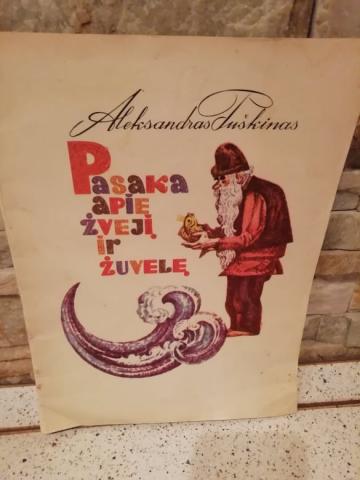 Aleksandras Puškinas
Pasaka
apie
žvejį
ir
žuvelę